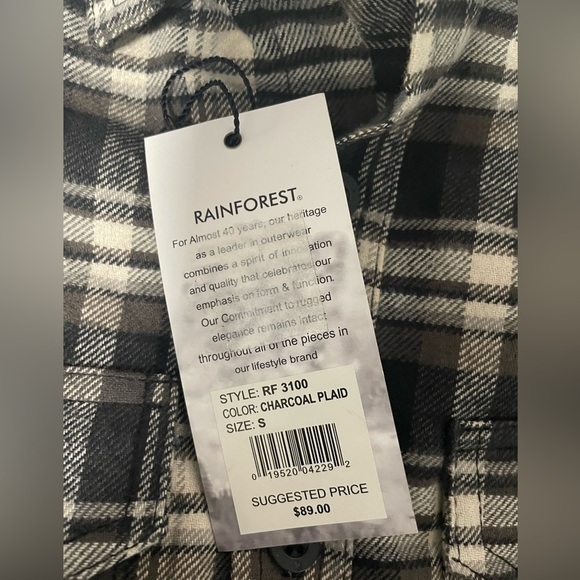 RAINFOREST®
For Almost 40 years, our heritage
as a leader in outerwear
combines a spirit of innovation
and quality that celebrates our
emphasis on form & function.
Our Commitment to rugged
elegance remains intact
throughout all of the pieces in
our lifestyle brand
STYLE: RF 3100
COLOR: CHARCOAL PLAID
SIZE: S
0 19520 04229 2
SUGGESTED PRICE
$89.00